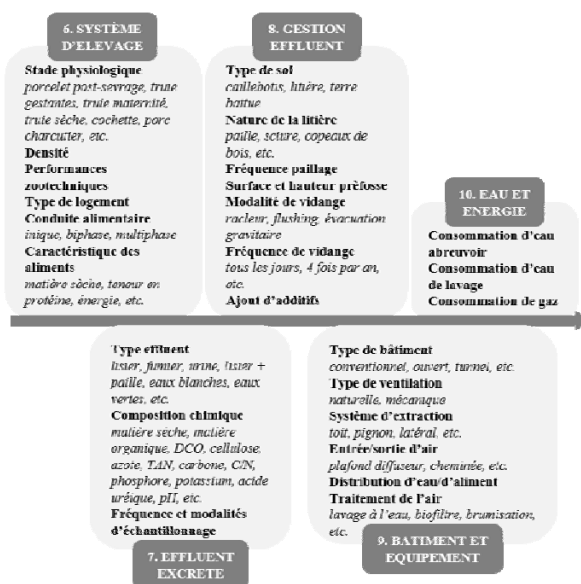 6. SYSTÈME
D'ELEVAGE
Stade physiologique
porcelet post-sevrage, truie
gestantes, truie maternité,
truie sèche, cochette, porc
charcutier, etc.
Densité
Performances
zootechniques
Type de logement
Conduite alimentaire
inique, biphase, multiphase
Caractéristique des
aliments
matière sèche, teneur en
protéine, énergie, etc.
8. GESTION
EFFLUENT
Type de sol
caillebotis, litière, terre
battue
Nature de la litière
paille, sciure, copeaux de
bois, etc.
Fréquence paillage
Surface et hauteur préfosse
Modalité de vidange
racleur, flushing, évacuation
gravitaire
Fréquence de vidange
tous les jours, 4 fois par an,
etc.
Ajout d'additifs
10. EAU ET
ENERGIE
Consommation d'eau
abreuvoir
Consommation d'eau
de lavage
Consommation de gaz
Type effluent
lisier, fumier, urine, lisier +
paille, eaux blanches, eaux
vertes, etc.
Composition chimique
matière sèche, matière
organique, DCO, cellulose,
azote, TAN, carbone, C/N,
phosphore, potassium, acide
uréique, pH, etc.
Fréquence et modalités
d'échantillonnage
7. EFFLUENT
EXCRETE
Type de bâtiment
conventionnel, ouvert, tunnel, etc.
Type de ventilation
naturelle, mécanique
Système d'extraction
toit, pignon, latéral, etc.
Entrée/sortie d'air
plafond diffuseur, cheminée, etc.
Distribution d'eau/d'aliment
Traitement de l'air
lavage à l'eau, biofiltre, brumisation,
etc.
9. BATIMENT ET
EQUIPEMENT